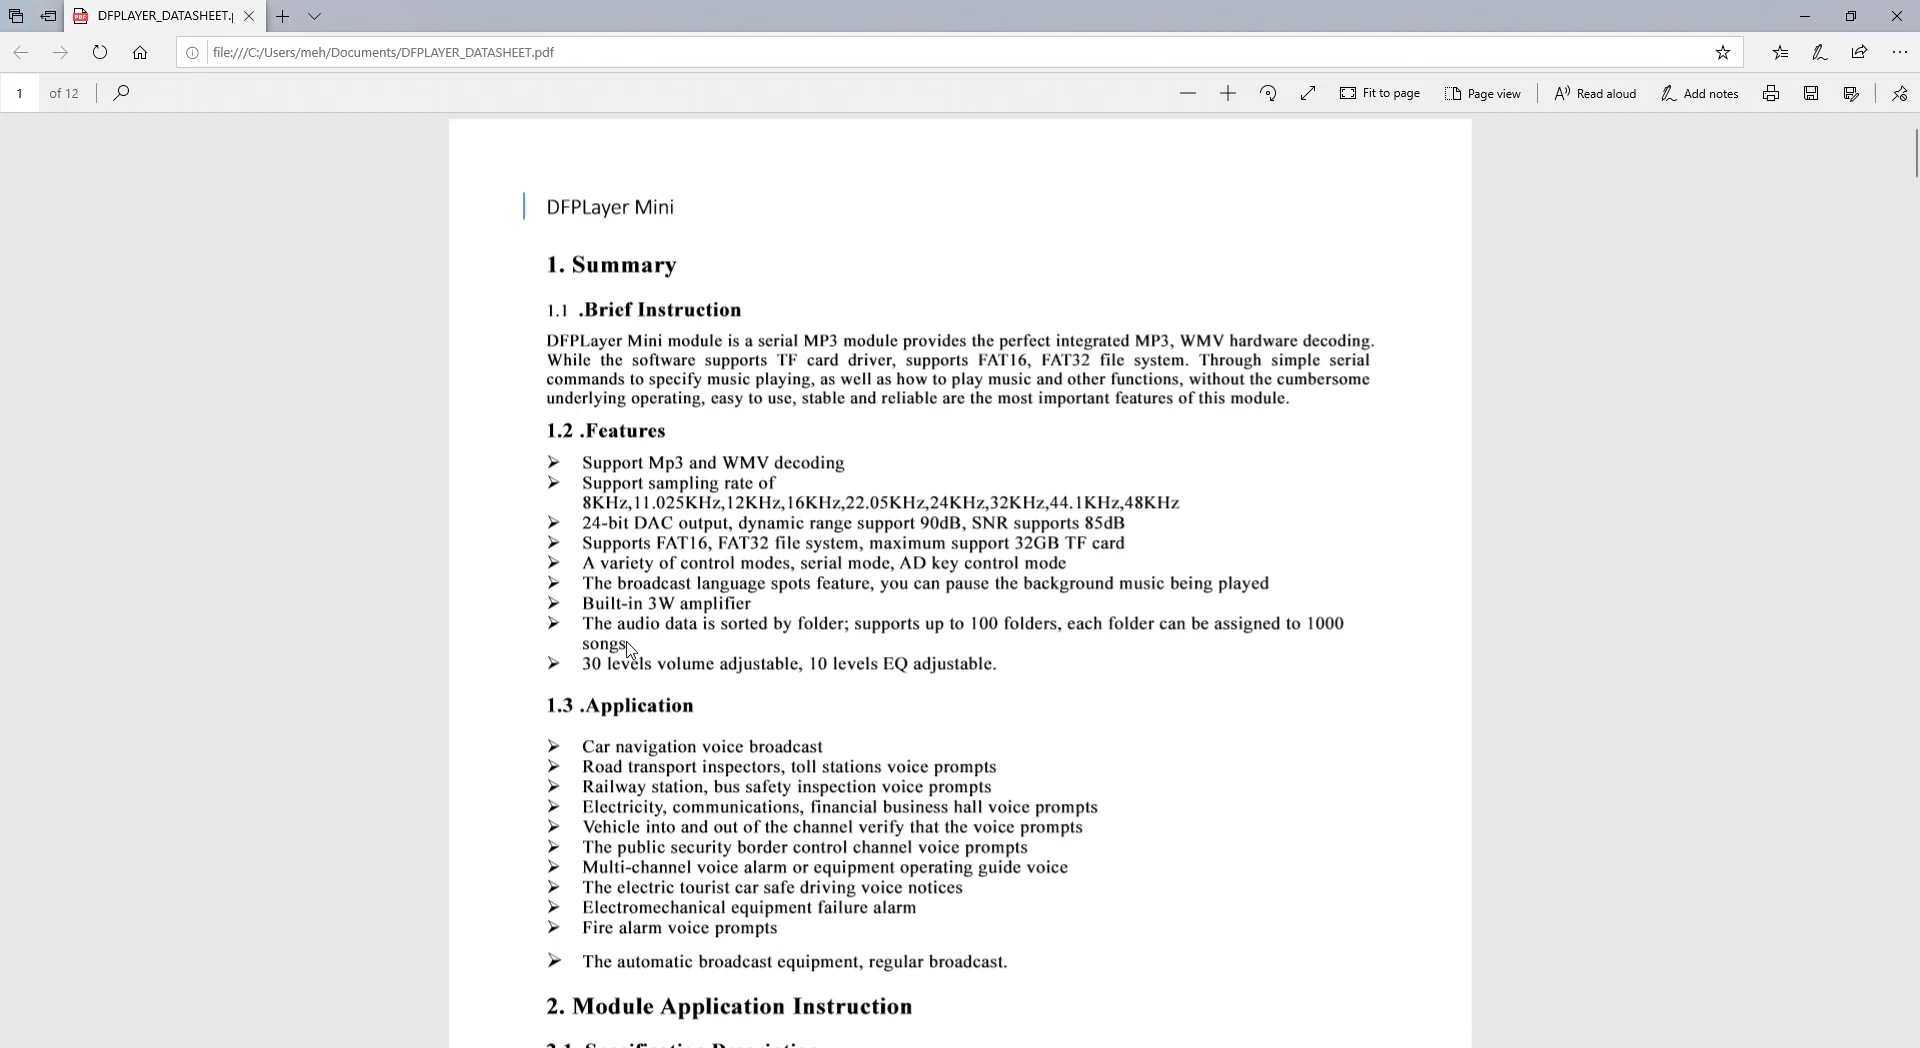 DFPLAYER_DATASHEET.p
file:///C:/Users/meh/Documents/DFPLAYER_DATASHEET.pdf
1 of 12 Fit to page Page view Read aloud Add notes
DFPLayer Mini
1. Summary
1.1 .Brief Instruction
DFPLayer Mini module is a serial MP3 module provides the perfect integrated MP3, WMV hardware decoding.
While the software supports TF card driver, supports FAT16, FAT32 file system. Through simple serial
commands to specify music playing, as well as how to play music and other functions, without the cumbersome
underlying operating, easy to use, stable and reliable are the most important features of this module.
1.2 .Features
➢ Support Mp3 and WMV decoding
➢ Support sampling rate of
8KHz,11.025KHz,12KHz,16KHz,22.05KHz,24KHz,32KHz,44.1KHz,48KHz
➢ 24-bit DAC output, dynamic range support 90dB, SNR supports 85dB
➢ Supports FAT16, FAT32 file system, maximum support 32GB TF card
➢ A variety of control modes, serial mode, AD key control mode
➢ The broadcast language spots feature, you can pause the background music being played
➢ Built-in 3W amplifier
➢ The audio data is sorted by folder; supports up to 100 folders, each folder can be assigned to 1000
songs
➢ 30 levels volume adjustable, 10 levels EQ adjustable.
1.3 .Application
➢ Car navigation voice broadcast
➢ Road transport inspectors, toll stations voice prompts
➢ Railway station, bus safety inspection voice prompts
➢ Electricity, communications, financial business hall voice prompts
➢ Vehicle into and out of the channel verify that the voice prompts
➢ The public security border control channel voice prompts
➢ Multi-channel voice alarm or equipment operating guide voice
➢ The electric tourist car safe driving voice notices
➢ Electromechanical equipment failure alarm
➢ Fire alarm voice prompts
➢ The automatic broadcast equipment, regular broadcast.
2. Module Application Instruction
2.1. Specification Description